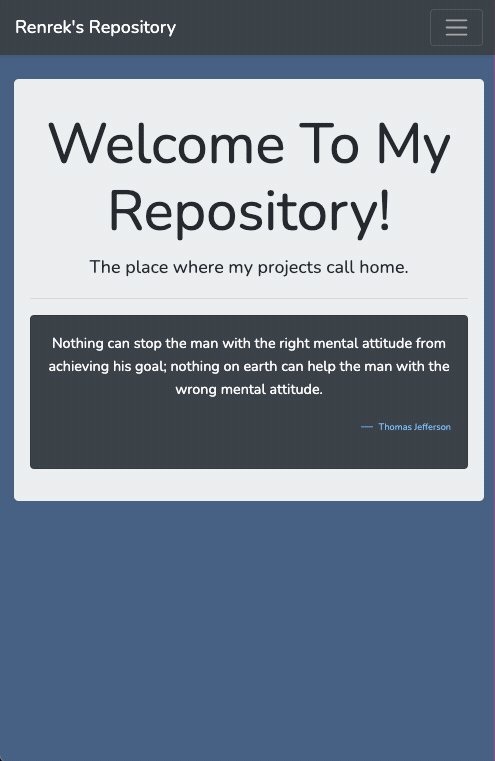 Renrek's Repository
Welcome To My
Repository!
The place where my projects call home.
Nothing can stop the man with the right mental attitude from
achieving his goal; nothing on earth can help the man with the
wrong mental attitude.
— Thomas Jefferson